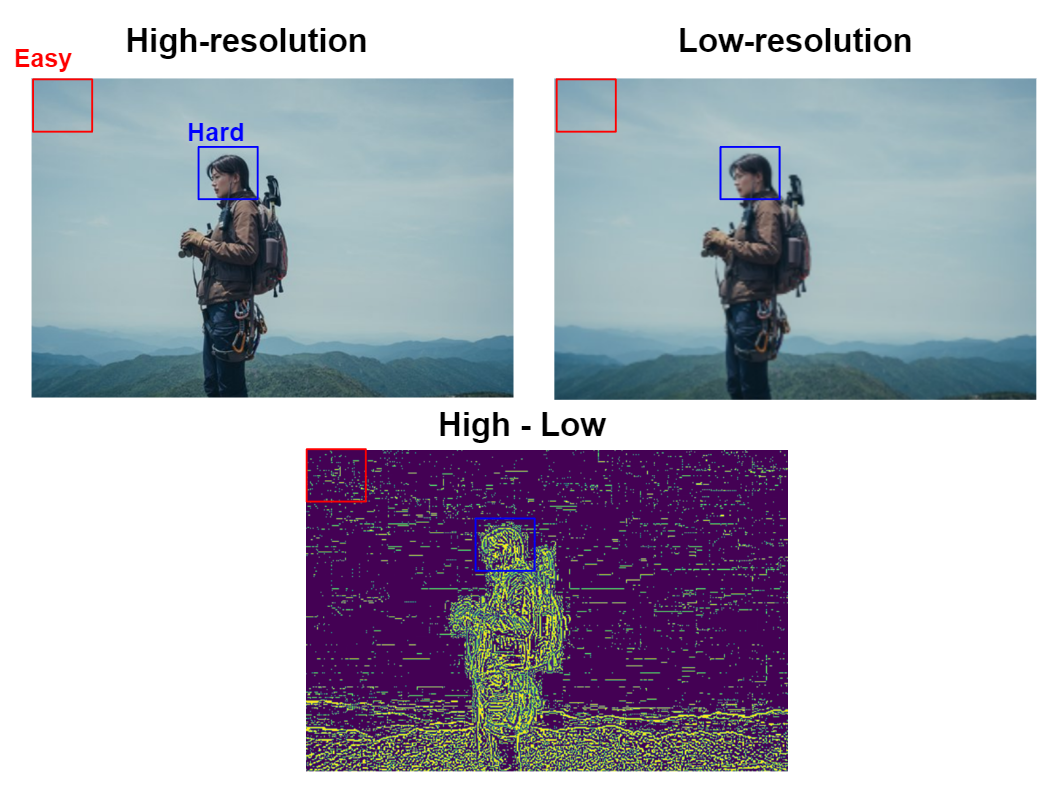 High-resolution
Low-resolution
Easy
Hard
High - Low